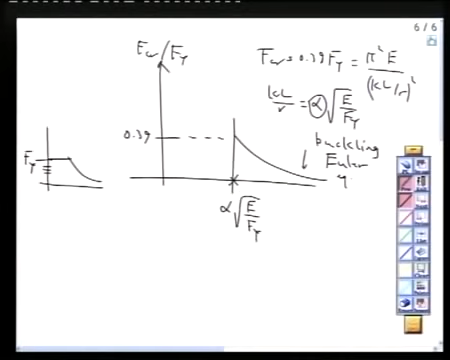 6 / 6
Fcr/Fy
Fcr = 0.39 Fy = π² E / (kL/r)²
kL/r = α √(E/Fy)
0.39
buckling
Euler
Fy
α √(E/Fy)